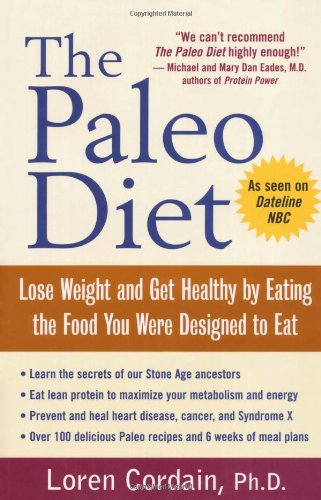 “We can’t recommend
The Paleo Diet highly enough!”
— Michael and Mary Dan Eades, M.D.
authors of Protein Power
The
Paleo
Diet
As seen on
Dateline
NBC
Lose Weight and Get Healthy by Eating
the Food You Were Designed to Eat
• Learn the secrets of our Stone Age ancestors
• Eat lean protein to maximize your metabolism and energy
• Prevent and heal heart disease, cancer, and Syndrome X
• Over 100 delicious Paleo recipes and 6 weeks of meal plans
Loren Cordain, Ph.D.
Copyrighted Material
Copyrighted Material